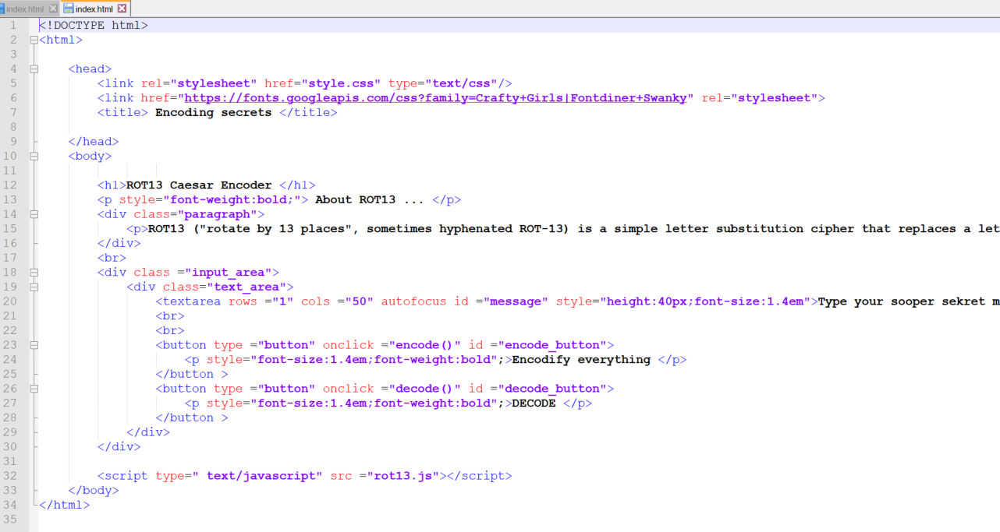 index.html index.html
1 <!DOCTYPE html>
2 <html>
3
4 <head>
5 <link rel="stylesheet" href="style.css" type="text/css"/>
6 <link href="https://fonts.googleapis.com/css?family=Crafty+Girls|Fontdiner+Swanky" rel="stylesheet">
7 <title> Encoding secrets </title>
8
9 </head>
10 <body>
11
12 <h1>ROT13 Caesar Encoder </h1>
13 <p style="font-weight:bold;"> About ROT13 ... </p>
14 <div class="paragraph">
15 <p>ROT13 ("rotate by 13 places", sometimes hyphenated ROT-13) is a simple letter substitution cipher that replaces a let
16 </div>
17 <br>
18 <div class ="input_area">
19 <div class="text_area">
20 <textarea rows ="1" cols ="50" autofocus id ="message" style="height:40px;font-size:1.4em">Type your sooper sekret m
21 <br>
22 <br>
23 <button type ="button" onclick ="encode()" id ="encode_button">
24 <p style="font-size:1.4em;font-weight:bold";>Encodify everything </p>
25 </button >
26 <button type ="button" onclick ="decode()" id ="decode_button">
27 <p style="font-size:1.4em;font-weight:bold";>DECODE </p>
28 </button >
29 </div>
30 </div>
31
32 <script type=" text/javascript" src ="rot13.js"></script>
33 </body>
34 </html>
35